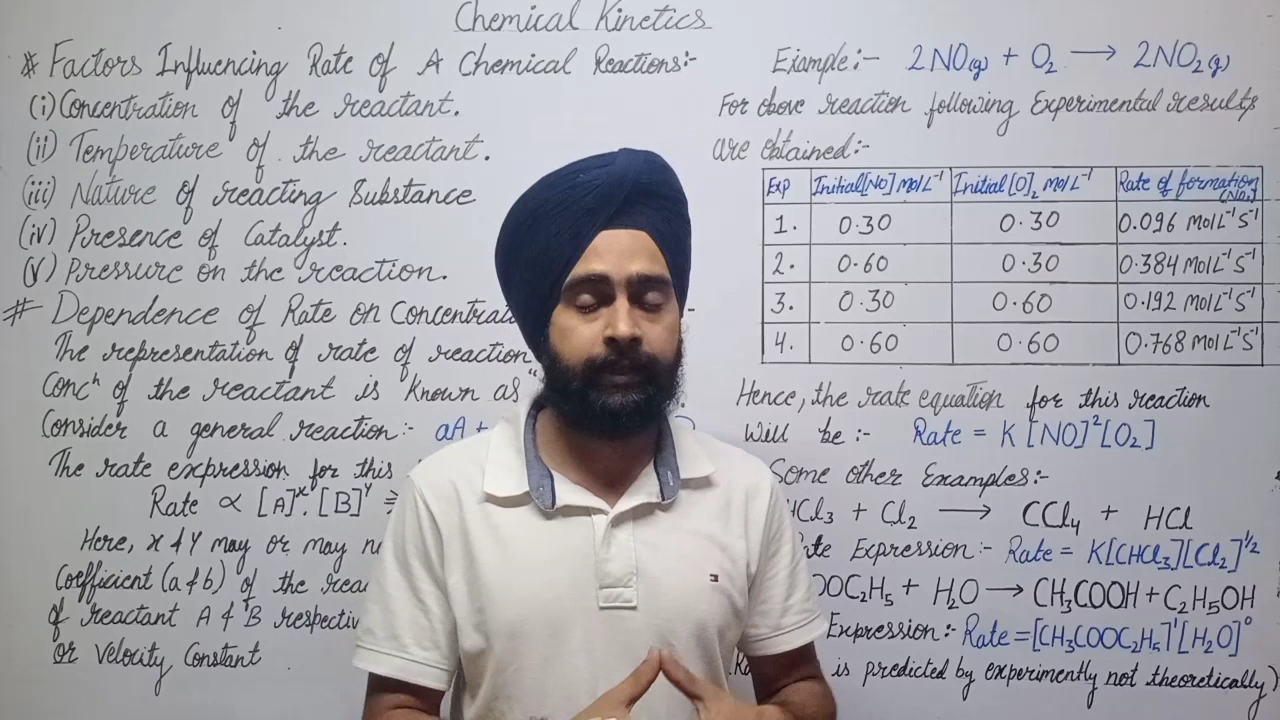 Chemical Kinetics
# Factors Influencing Rate of A Chemical Reactions:-
(i) Concentration of the reactant.
(ii) Temperature of the reactant.
(iii) Nature of reacting Substance
(iv) Presence of Catalyst.
(v) Pressure on the reaction.
# Dependence of Rate on Concentrat
The representation of rate of reaction
Concⁿ of the reactant is known as "
Consider a general reaction:- aA +
The rate expression for this
Rate ∝ [A]ˣ.[B]ʸ ⇒
Here, x & y may or may n
Coefficient (a & b) of the rea
of reactant A & B respectiv
or Velocity Constant
Example:- 2NO(g) + O₂ → 2NO₂(g)
For above reaction following Experimental results
are obtained:-
Exp Initial [NO] mol L⁻¹ Initial [O]₂ mol L⁻¹ Rate of formation (NO₂)
1. 0.30 0.30 0.096 Mol L⁻¹ S⁻¹
2. 0.60 0.30 0.384 Mol L⁻¹ S⁻¹
3. 0.30 0.60 0.192 Mol L⁻¹ S⁻¹
4. 0.60 0.60 0.768 Mol L⁻¹ S⁻¹
Hence, the rate equation for this reaction
Will be:- Rate = K [NO]²[O₂]
Some other Examples:-
HCl₃ + Cl₂ → CCl₄ + HCl
te Expression:- Rate = K[CHCl₃][Cl₂]^1/2
OOC₂H₅ + H₂O → CH₃COOH + C₂H₅OH
Expression:- Rate = [CH₃COOC₂H₅]¹[H₂O]⁰
is predicted by experimently not theoretically)